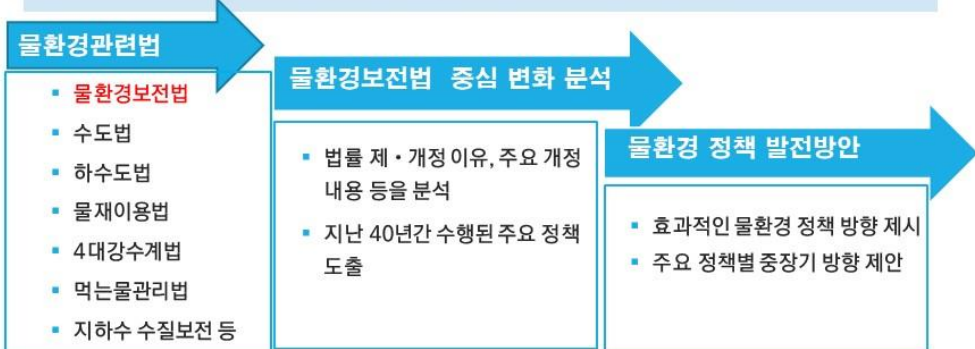 물환경관련법
물환경보전법
수도법
하수도법
물재이용법
4대강수계법
먹는물관리법
지하수 수질보전 등
물환경보전법 중심 변화 분석
법률 제・개정 이유, 주요 개정
내용 등을 분석
지난 40년간 수행된 주요 정책
도출
물환경 정책 발전방안
효과적인 물환경 정책 방향 제시
주요 정책별 중장기 방향 제안